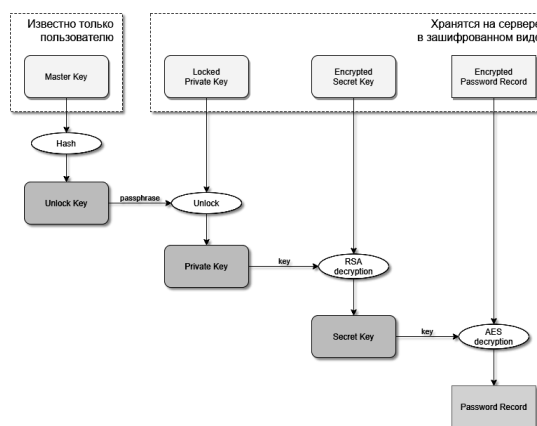 Известно только
пользователю
Хранятся на сервере
в зашифрованном виде
Master Key
Locked
Private Key
Encrypted
Secret Key
Encrypted
Password Record
Hash
Unlock Key
passphrase
Unlock
Private Key
key
RSA
decryption
Secret Key
key
AES
decryption
Password Record